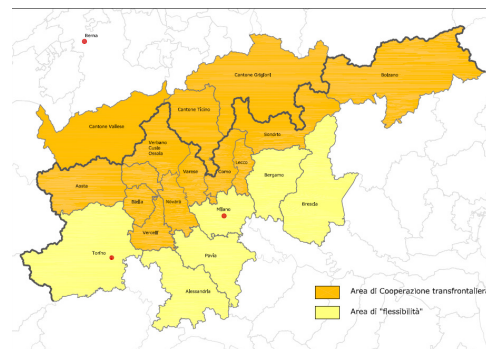 Berna
Cantone Grigioni
Bolzano
Cantone Ticino
Cantone Vallese
Sondrio
Verbano
Cusio
Ossola
Lecco
Varese
Como
Bergamo
Aosta
Biella
Novara
Brescia
Milano
Vercelli
Torino
Pavia
Alessandria
Area di Cooperazione transfrontaliera
Area di "flessibilità"